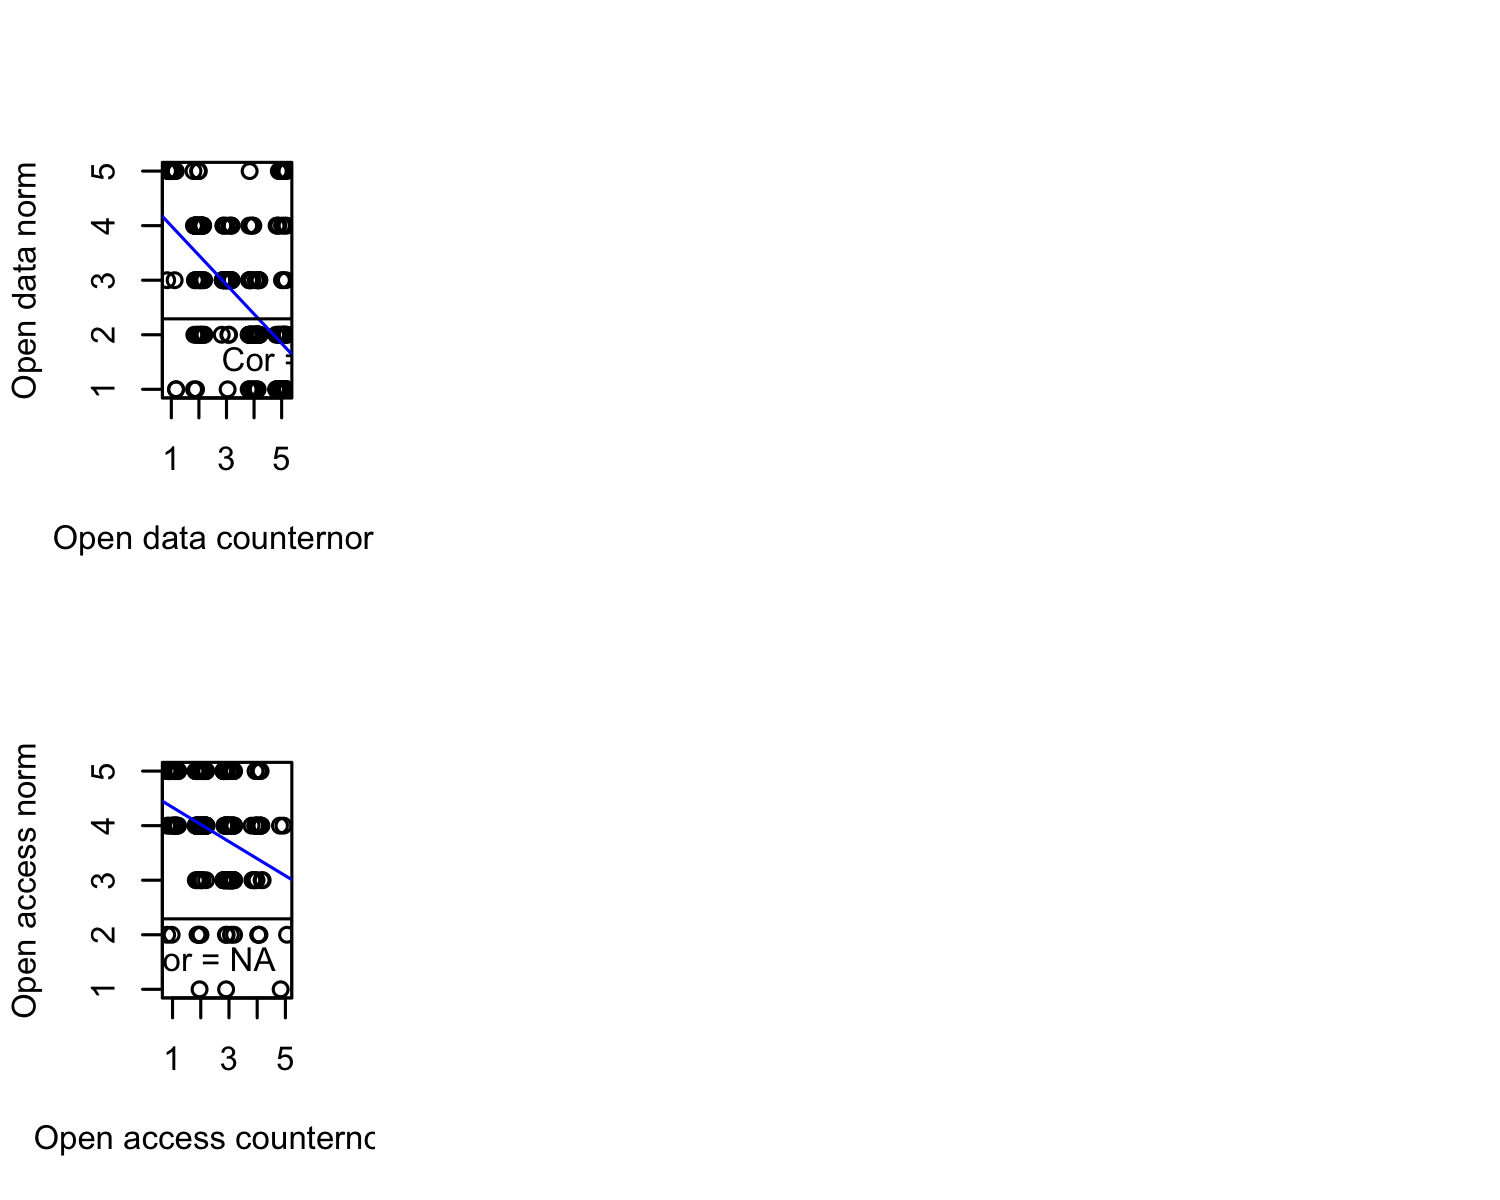 Open data norm
5
4
3
2
1
Cor =
1 3 5
Open data counternor
Open access norm
5
4
3
2
1
or = NA
1 3 5
Open access counternc